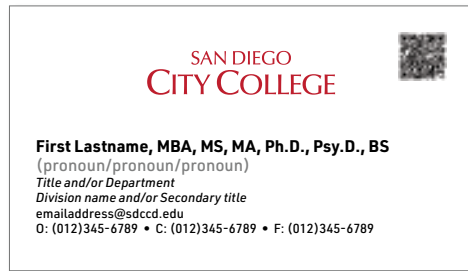 SAN DIEGO
CITY COLLEGE
First Lastname, MBA, MS, MA, Ph.D., Psy.D., BS
(pronoun/pronoun/pronoun)
Title and/or Department
Division name and/or Secondary title
emailaddress@sdccd.edu
O: (012)345-6789 • C: (012)345-6789 • F: (012)345-6789